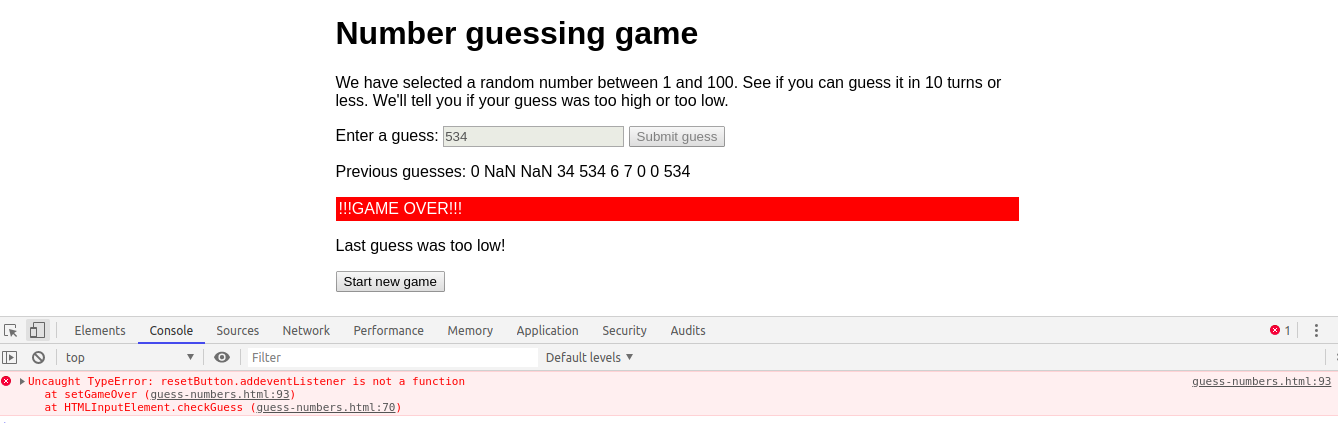 Number guessing game
We have selected a random number between 1 and 100. See if you can guess it in 10 turns or
less. We'll tell you if your guess was too high or too low.
Enter a guess: 534 Submit guess
Previous guesses: 0 NaN NaN 34 534 6 7 0 0 534
!!!GAME OVER!!!
Last guess was too low!
Start new game
Elements Console Sources Network Performance Memory Application Security Audits 1
top Filter Default levels
Uncaught TypeError: resetButton.addeventListener is not a function guess-numbers.html:93
at setGameOver (guess-numbers.html:93)
at HTMLInputElement.checkGuess (guess-numbers.html:70)